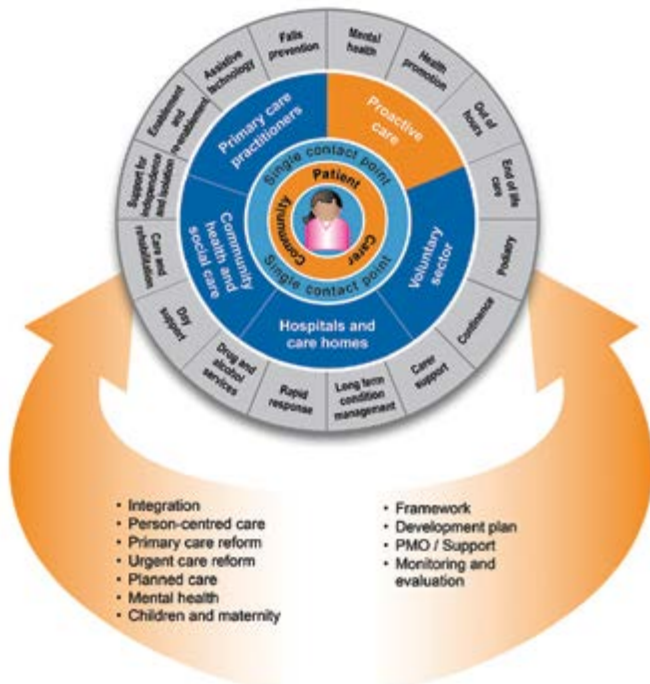 Falls
prevention
Mental
health
Health
promotion
Out of
hours
End of life
care
Podiatry
Continence
Carer
support
Long term
condition
management
Rapid
response
Drug and
alcohol
services
Day
support
Care and
rehabilitation
Support for
independence
and isolation
Enablement
and
re-enablement
Assistive
technology
Primary care
practitioners
Proactive
care
Voluntary
sector
Hospitals and
care homes
Community
health and
social care
Single contact point
Single contact point
Patient
Carer
Community
• Integration
• Person-centred care
• Primary care reform
• Urgent care reform
• Planned care
• Mental health
• Children and maternity
• Framework
• Development plan
• PMO / Support
• Monitoring and
evaluation